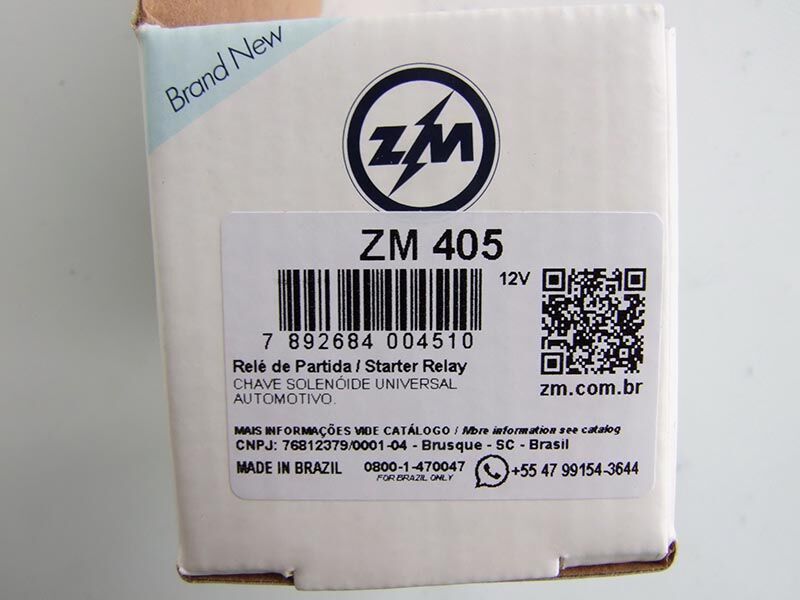 Brand New
ZM
ZM 405
12V
7 892684 004510
Relé de Partida / Starter Relay
CHAVE SOLENÓIDE UNIVERSAL
AUTOMOTIVO.
zm.com.br
MAIS INFORMAÇÕES VIDE CATÁLOGO / More information see catalog
CNPJ: 76812379/0001-04 - Brusque - SC - Brasil
MADE IN BRAZIL 0800-1-470047 +55 47 99154-3644
FOR BRAZIL ONLY